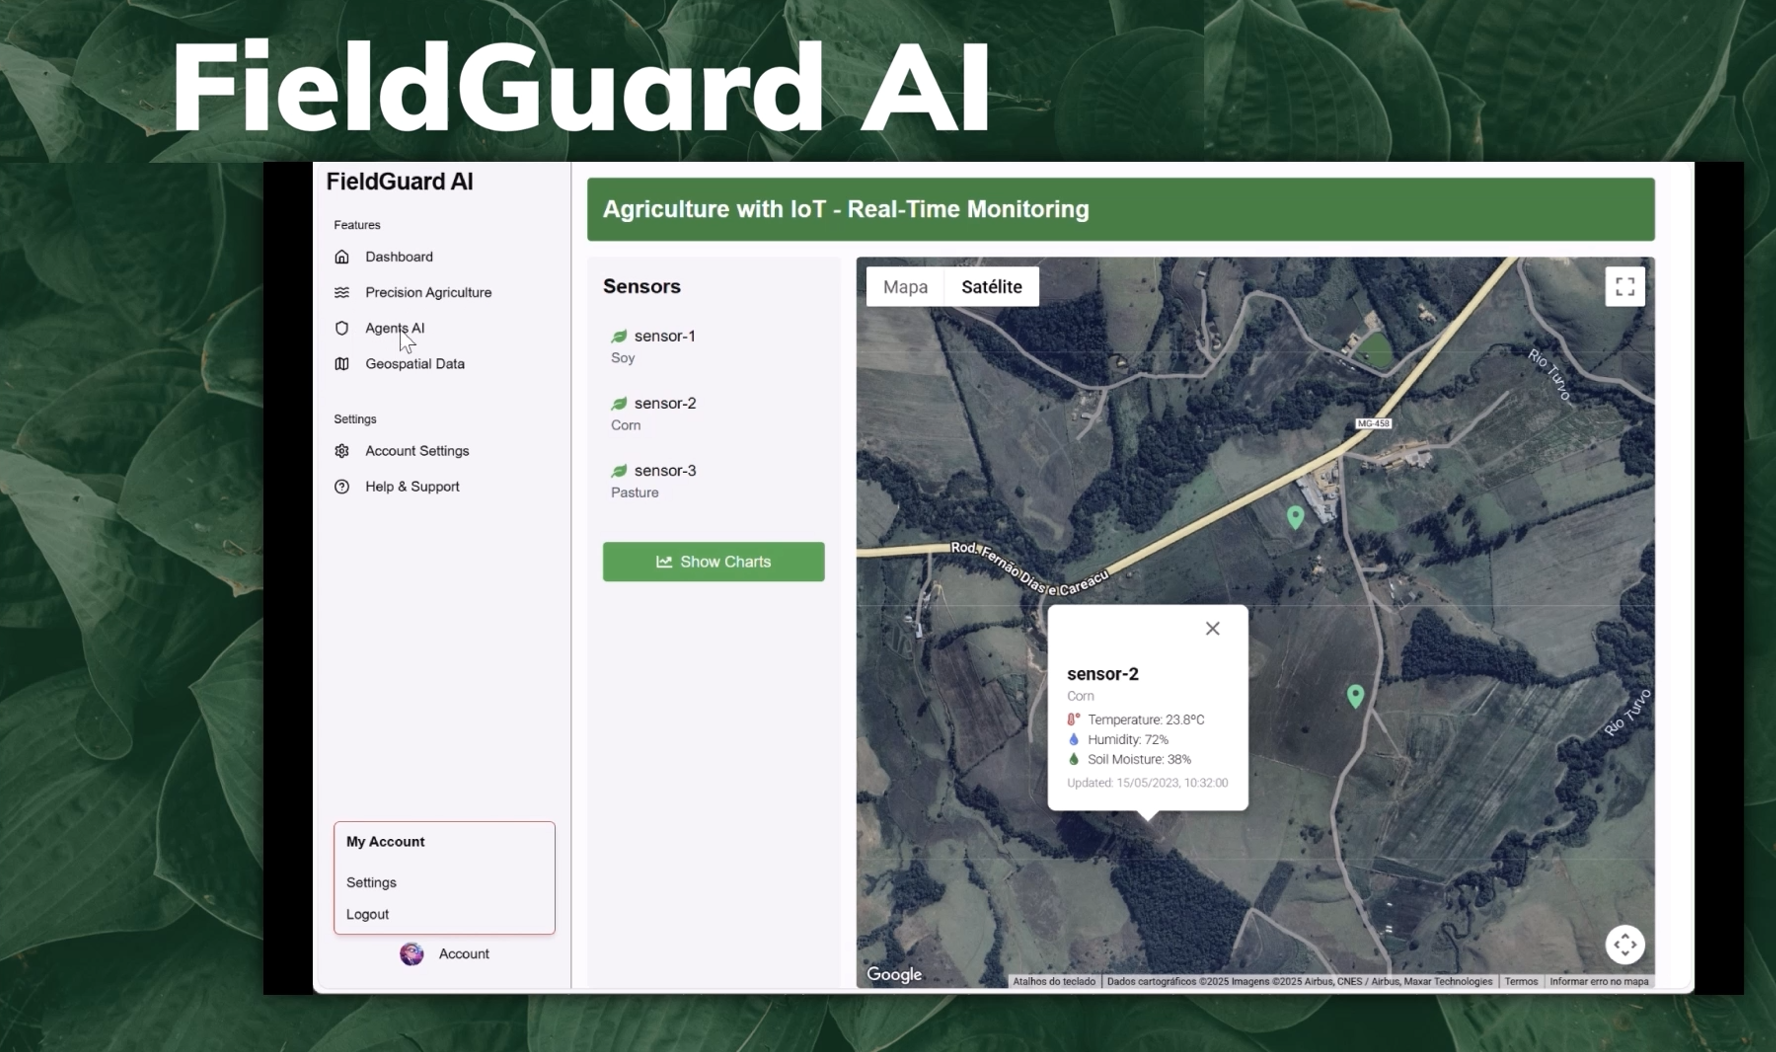 FieldGuard AI
FieldGuard AI
Features
Dashboard
Precision Agriculture
Agents AI
Geospatial Data
Settings
Account Settings
Help & Support
My Account
Settings
Logout
Account
Agriculture with IoT - Real-Time Monitoring
Sensors
sensor-1
Soy
sensor-2
Corn
sensor-3
Pasture
Show Charts
Mapa Satélite
Rio Turvo
MG-458
Rod. Fernão Dias e Careaçu
sensor-2
Corn
Temperature: 23.8ºC
Humidity: 72%
Soil Moisture: 38%
Updated: 15/05/2023, 10:32:00
Rio Turvo
Google
Atalhos do teclado Dados cartográficos ©2025 Imagens ©2025 Airbus, CNES / Airbus, Maxar Technologies Termos Informar erro no mapa